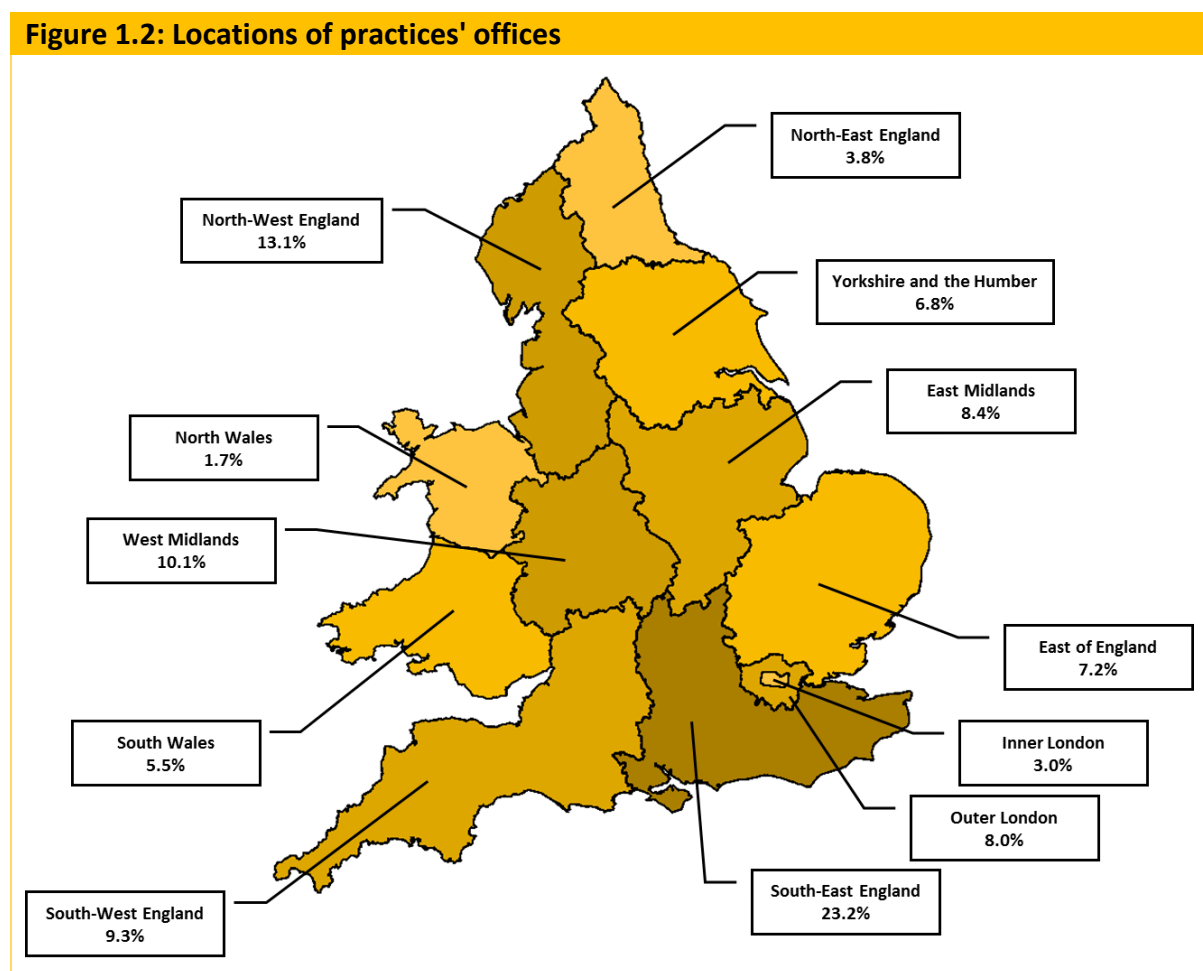 Figure 1.2: Locations of practices' offices
North-East England
3.8%
North-West England
13.1%
Yorkshire and the Humber
6.8%
East Midlands
8.4%
North Wales
1.7%
West Midlands
10.1%
East of England
7.2%
South Wales
5.5%
Inner London
3.0%
Outer London
8.0%
South-East England
23.2%
South-West England
9.3%